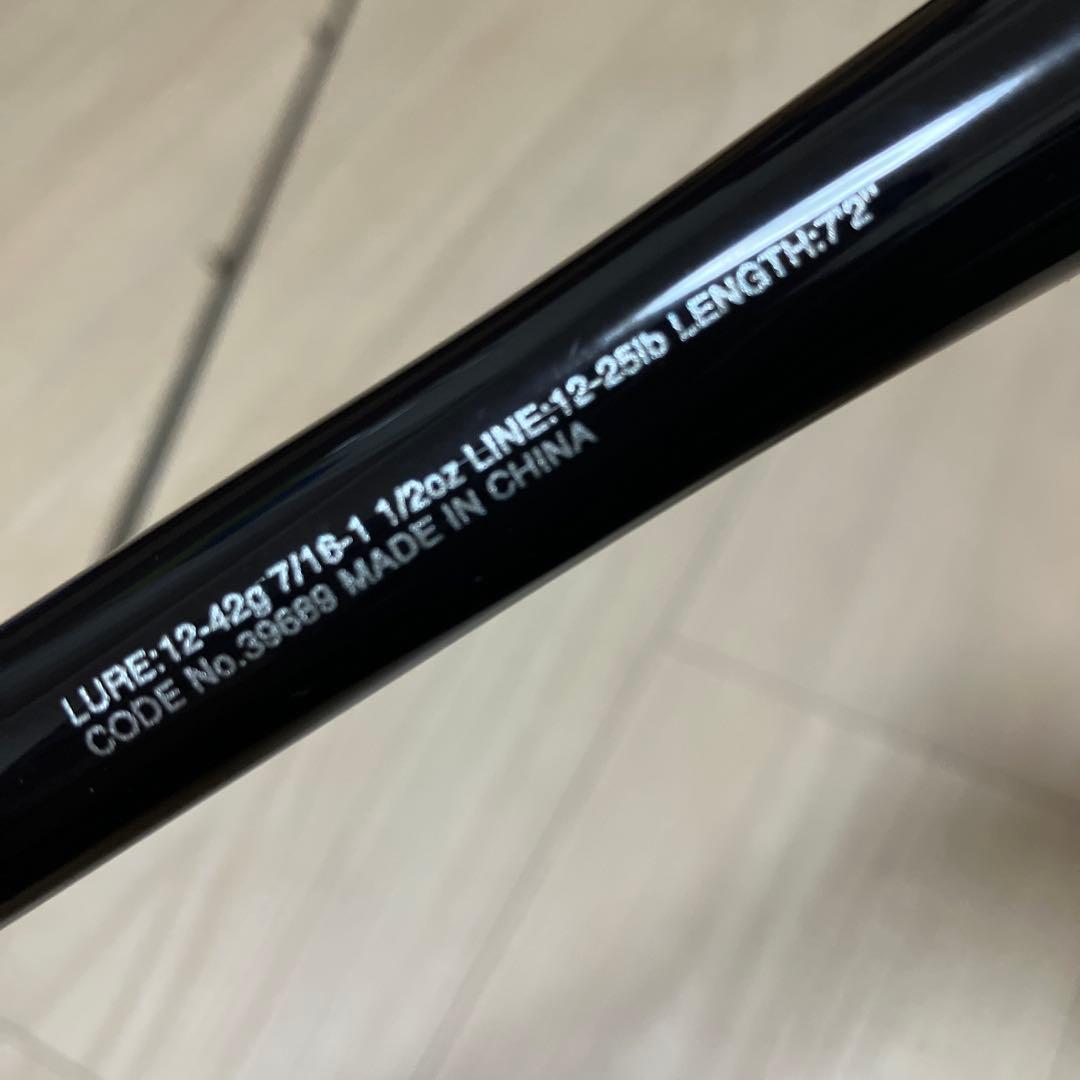 LURE:12-42g 7/16-1 1/2oz LINE:12-25lb LENGTH:7'2"
CODE No.39689 MADE IN CHINA